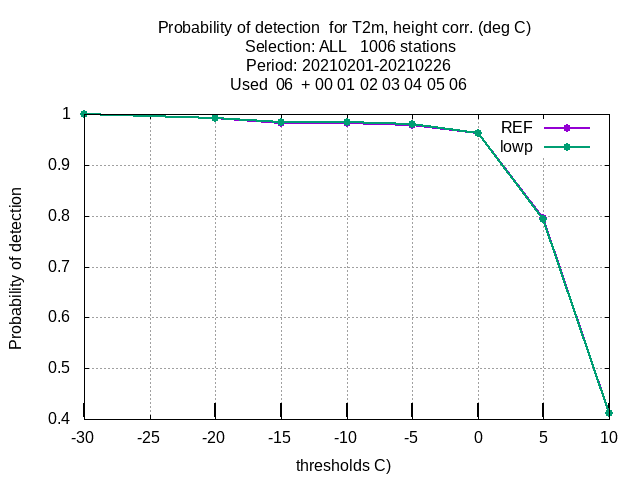 Probability of detection  for T2m, height corr. (deg C)
Selection: ALL   1006 stations
Period: 20210201-20210226
Used  06  + 00 01 02 03 04 05 06
REF
lowp
1
0.9
0.8
0.7
0.6
0.5
0.4
Probability of detection
-30 -25 -20 -15 -10 -5 0 5 10
thresholds C)